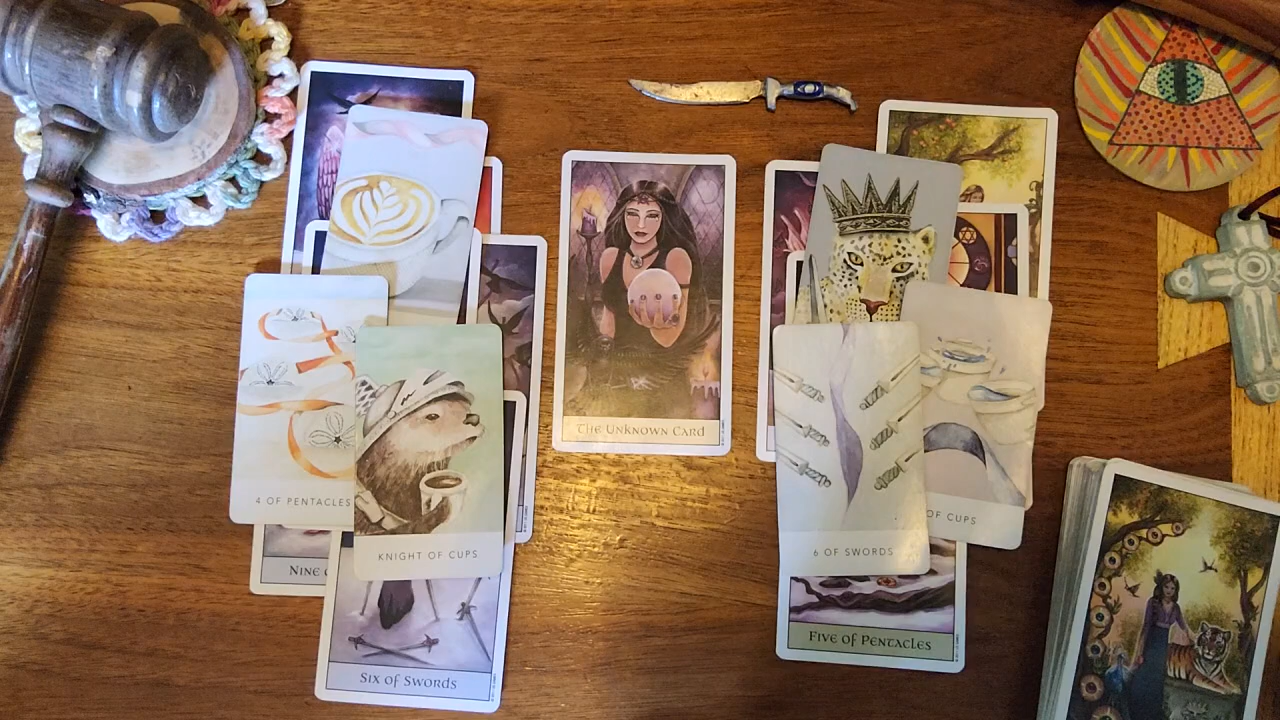 THE UNKNOWN CARD
4 OF PENTACLES
KNIGHT OF CUPS
NINE
SIX OF SWORDS
6 OF SWORDS
OF CUPS
FIVE OF PENTACLES